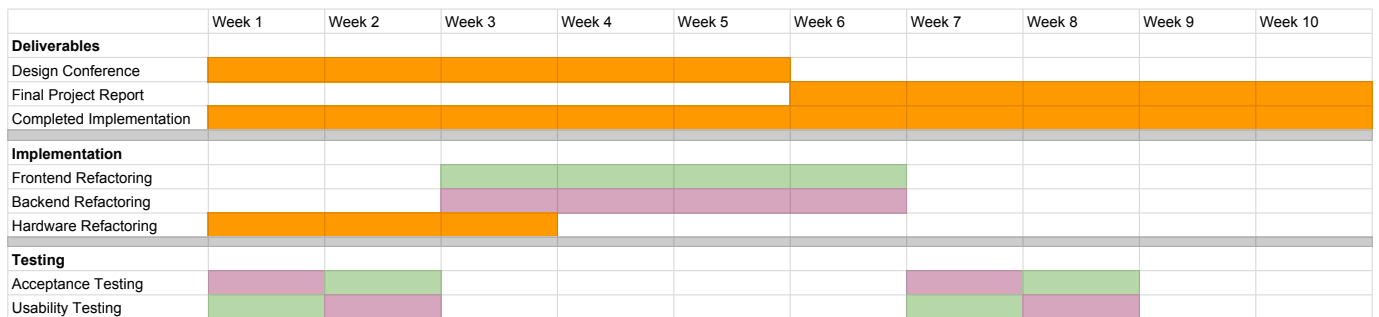 Week 1 Week 2 Week 3 Week 4 Week 5 Week 6 Week 7 Week 8 Week 9 Week 10
Deliverables
Design Conference
Final Project Report
Completed Implementation
Implementation
Frontend Refactoring
Backend Refactoring
Hardware Refactoring
Testing
Acceptance Testing
Usability Testing